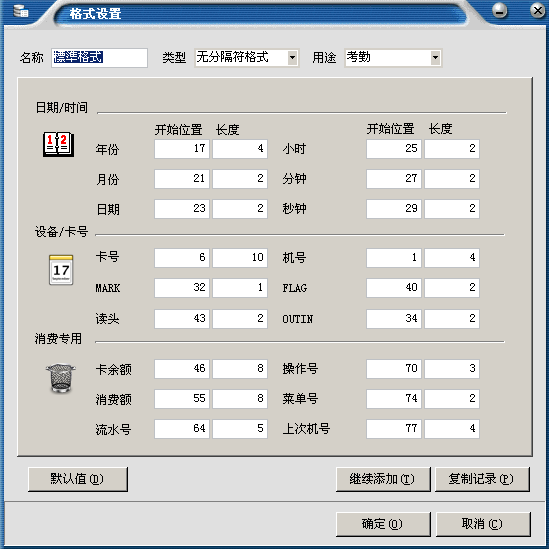 格式设置
名称 標準格式 类型 无分隔符格式 用途 考勤
日期/时间
开始位置 长度 开始位置 长度
年份 17 4 小时 25 2
月份 21 2 分钟 27 2
日期 23 2 秒钟 29 2
设备/卡号
卡号 6 10 机号 1 4
MARK 32 1 FLAG 40 2
读头 43 2 OUTIN 34 2
消费专用
卡余额 46 8 操作号 70 3
消费额 55 8 菜单号 74 2
流水号 64 5 上次机号 77 4
默认值(D) 继续添加(T) 复制记录(P)
确定(O) 取消(C)